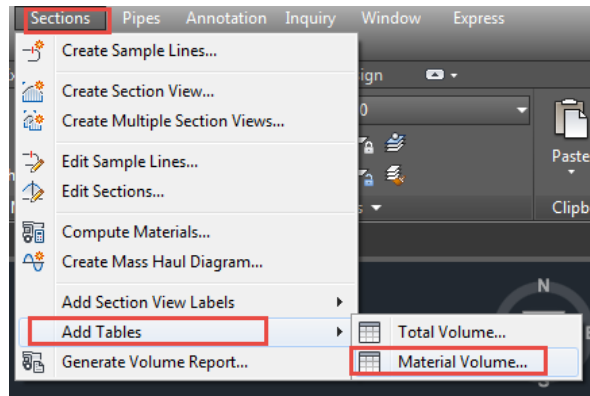 Sections Pipes Annotation Inquiry Window Express
Create Sample Lines...
Create Section View...
Create Multiple Section Views...
Edit Sample Lines...
Edit Sections...
Compute Materials...
Create Mass Haul Diagram...
Add Section View Labels
Add Tables
Generate Volume Report...
Total Volume...
Material Volume...
ign
0
Paste
Clipb
N
E
S